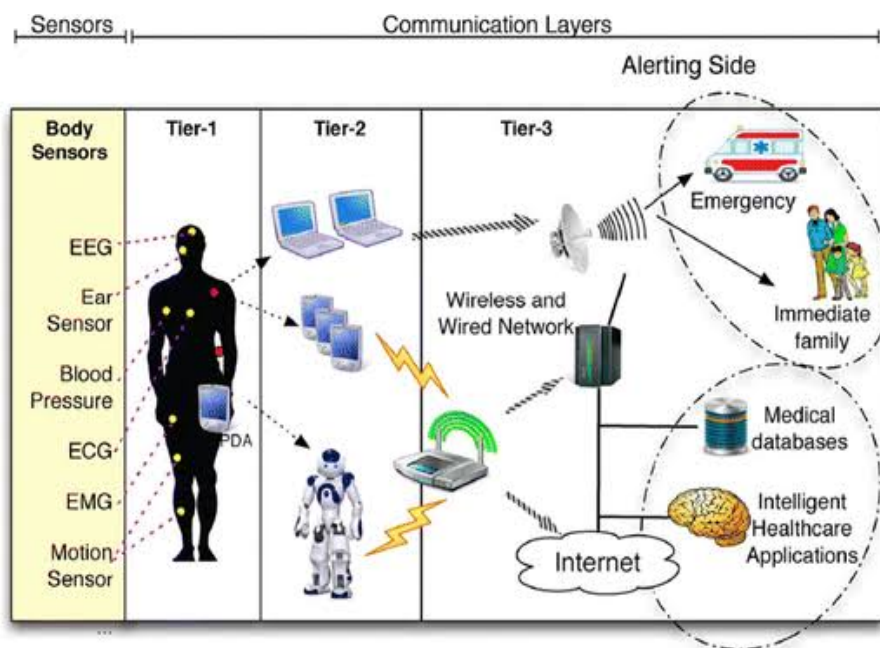 Sensors
Communication Layers
Alerting Side
Body
Sensors
Tier-1
Tier-2
Tier-3
EEG
Ear
Sensor
Blood
Pressure
ECG
EMG
Motion
Sensor
...
PDA
Wireless and
Wired Network
Emergency
Immediate
family
Medical
databases
Intelligent
Healthcare
Applications
Internet